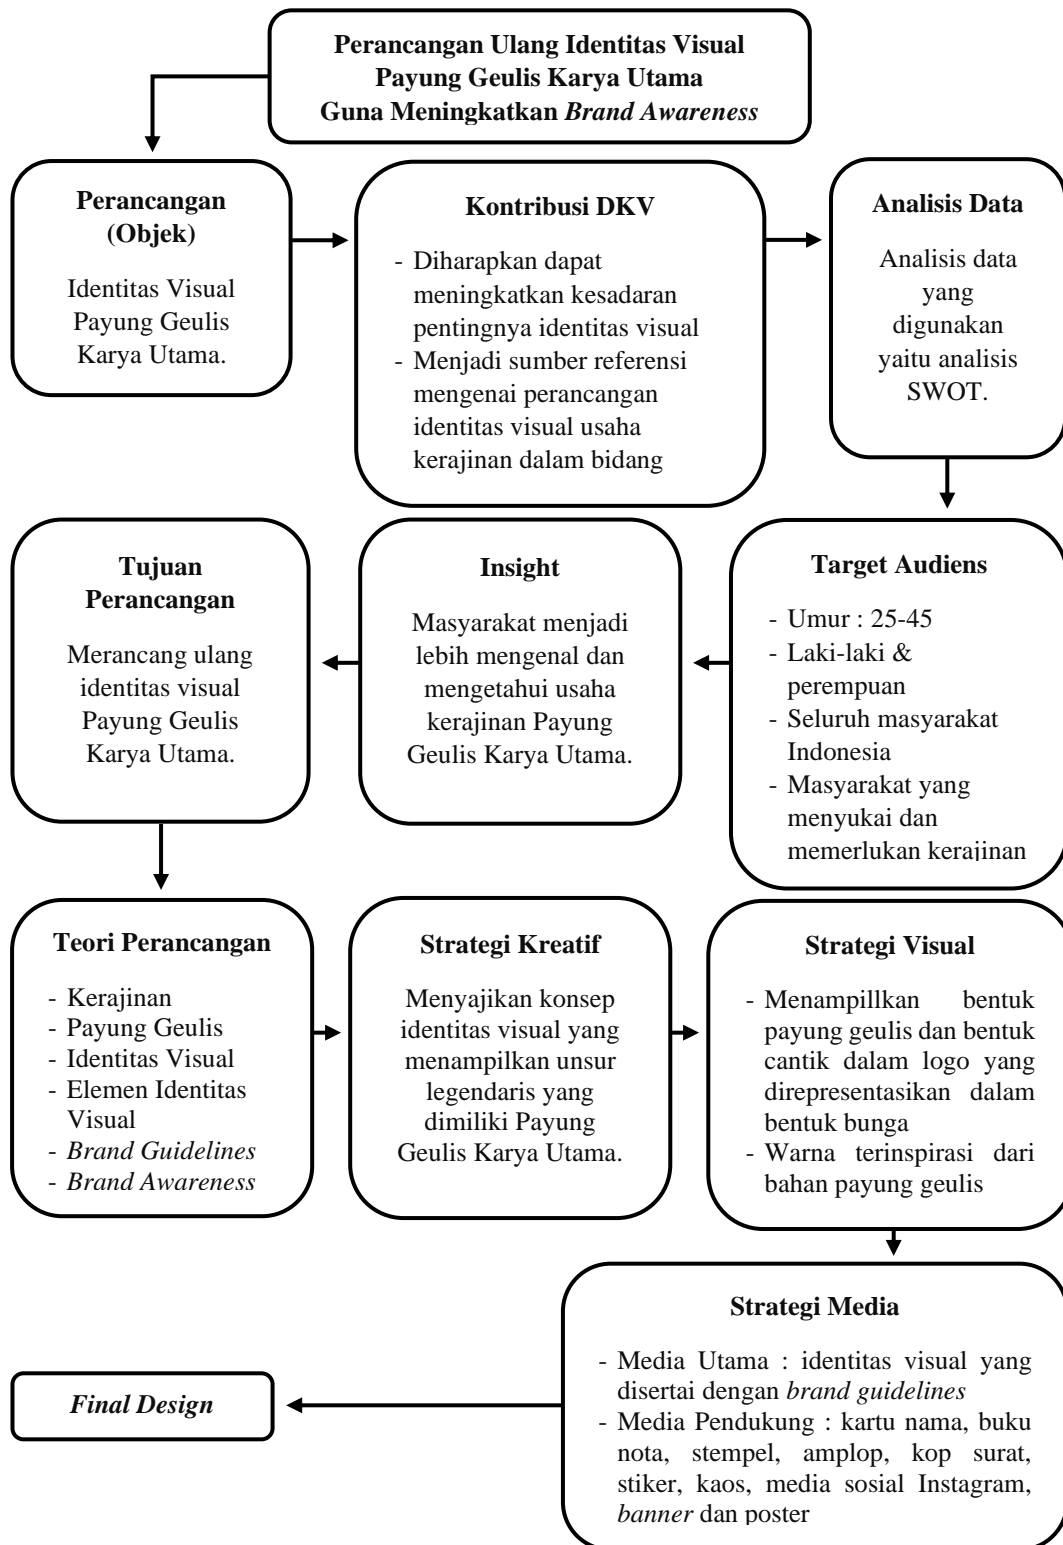 Perancangan Ulang Identitas Visual
Payung Geulis Karya Utama
Guna Meningkatkan Brand Awareness
Perancangan
(Objek)
Identitas Visual
Payung Geulis
Karya Utama.
Kontribusi DKV
- Diharapkan dapat
meningkatkan kesadaran
pentingnya identitas visual
- Menjadi sumber referensi
mengenai perancangan
identitas visual usaha
kerajinan dalam bidang
Analisis Data
Analisis data
yang
digunakan
yaitu analisis
SWOT.
Target Audiens
- Umur : 25-45
- Laki-laki &
perempuan
- Seluruh masyarakat
Indonesia
- Masyarakat yang
menyukai dan
memerlukan kerajinan
Insight
Masyarakat menjadi
lebih mengenal dan
mengetahui usaha
kerajinan Payung
Geulis Karya Utama.
Tujuan
Perancangan
Merancang ulang
identitas visual
Payung Geulis
Karya Utama.
Teori Perancangan
- Kerajinan
- Payung Geulis
- Identitas Visual
- Elemen Identitas
Visual
- Brand Guidelines
- Brand Awareness
Strategi Kreatif
Menyajikan konsep
identitas visual yang
menampilkan unsur
legendaris yang
dimiliki Payung
Geulis Karya Utama.
Strategi Visual
- Menampillkan bentuk
payung geulis dan bentuk
cantik dalam logo yang
direpresentasikan dalam
bentuk bunga
- Warna terinspirasi dari
bahan payung geulis
Strategi Media
- Media Utama : identitas visual yang
disertai dengan brand guidelines
- Media Pendukung : kartu nama, buku
nota, stempel, amplop, kop surat,
stiker, kaos, media sosial Instagram,
banner dan poster
Final Design